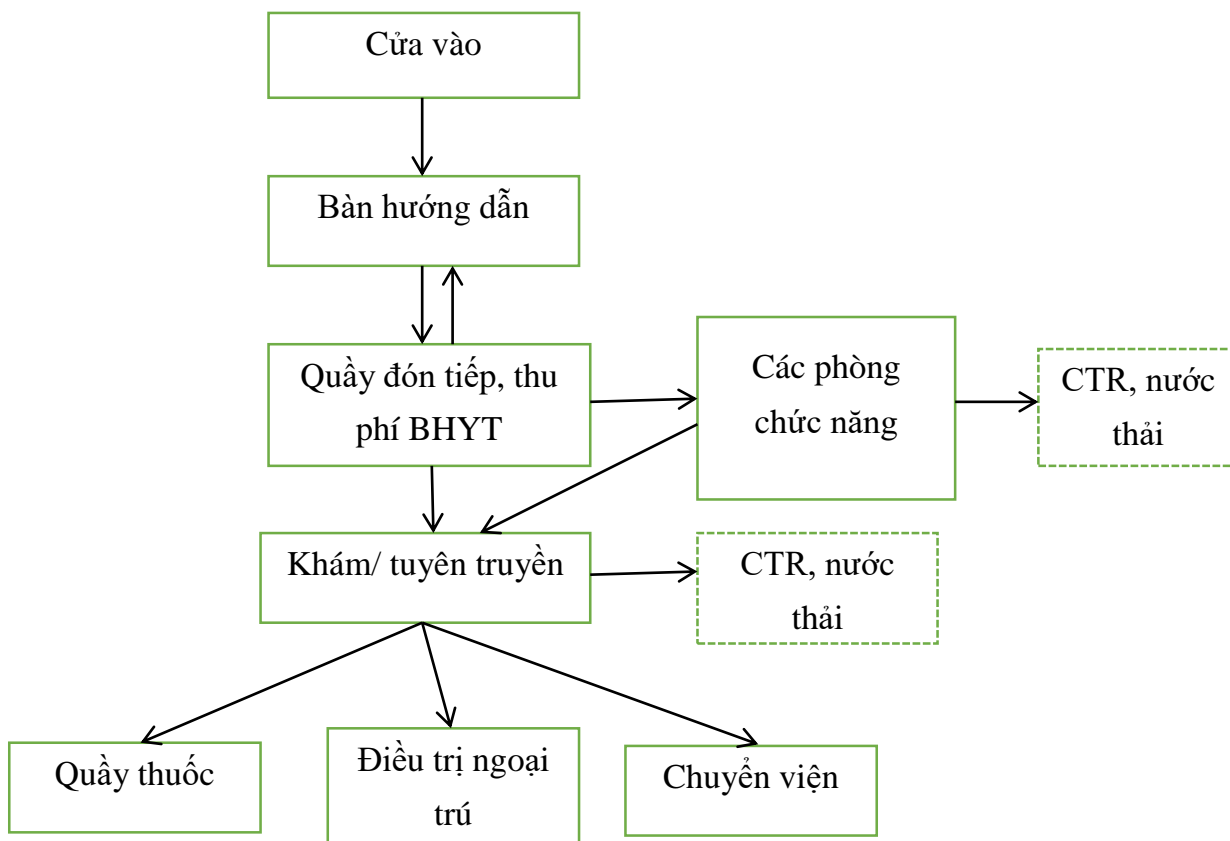 Cửa vào
Bàn hướng dẫn
Quầy đón tiếp, thu
phí BHYT
Các phòng
chức năng
CTR, nước
thải
Khám/ tuyên truyền
CTR, nước
thải
Quầy thuốc
Điều trị ngoại
trú
Chuyển viện